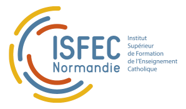 ISFEC
Normandie
Institut
Supérieur
de Formation
de l'Enseignement
Catholique